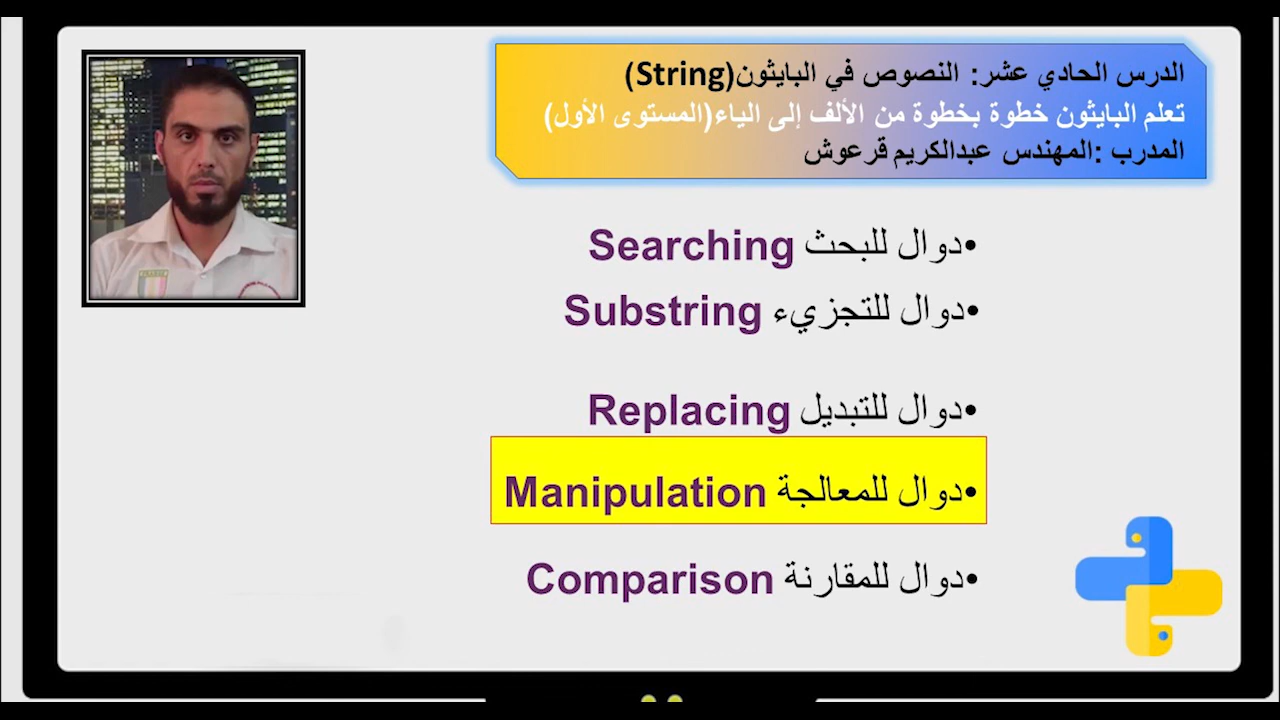 الدرس الحادي عشر: النصوص في البايثون(String)
تعلم البايثون خطوة بخطوة من الألف إلى الياء(المستوى الأول)
المدرب :المهندس عبدالكريم قرعوش
•دوال للبحث Searching
•دوال للتجزيء Substring
•دوال للتبديل Replacing
•دوال للمعالجة Manipulation
•دوال للمقارنة Comparison